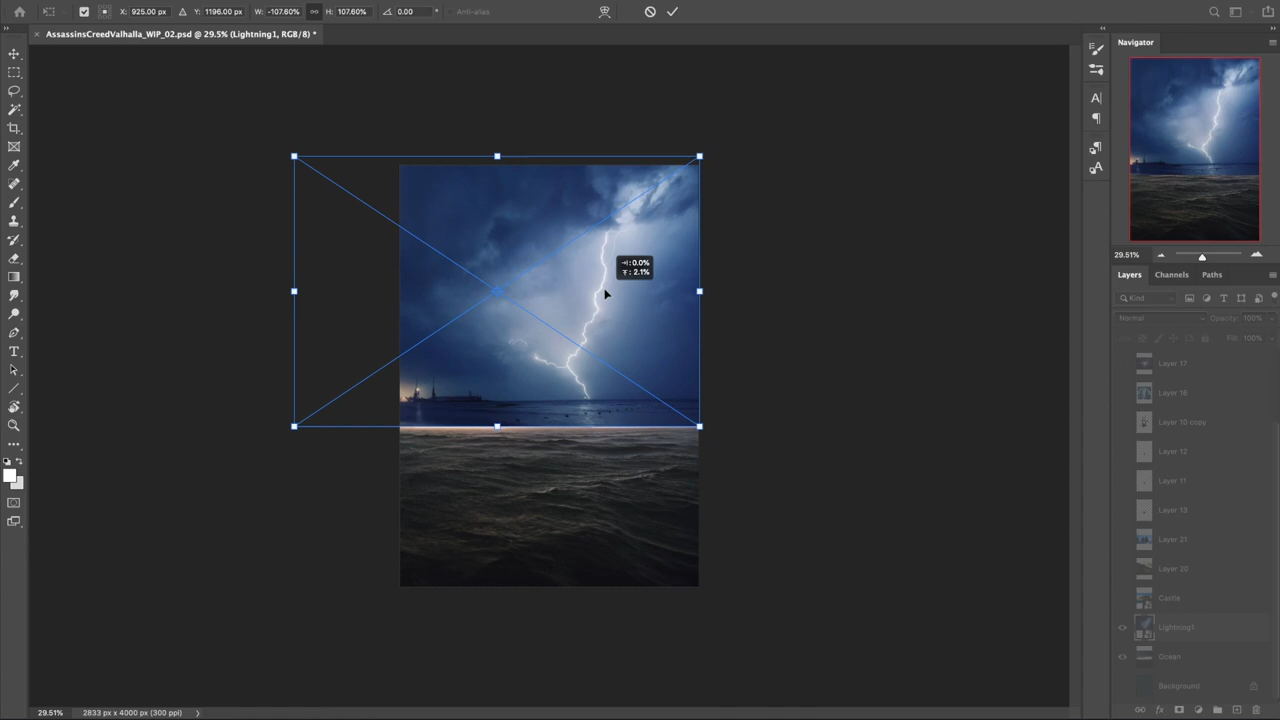 X: 925.00 px Y: 1196.00 px W: -107.60% H: 107.60% 0.00 ° Anti-alias
× AssassinsCreedValhalla_WIP_02.psd @ 29.5% (Lightning1, RGB/8) *
Navigator
29.51%
Layers Channels Paths
Kind
Normal Opacity: 100%
Fill: 100%
Layer 17
Layer 16
Layer 10 copy
Layer 12
Layer 11
Layer 13
Layer 21
Layer 20
Castle
Lightning1
Ocean
Background
: 0.0%
: 2.1%
29.51% 2833 px x 4000 px (300 ppi)